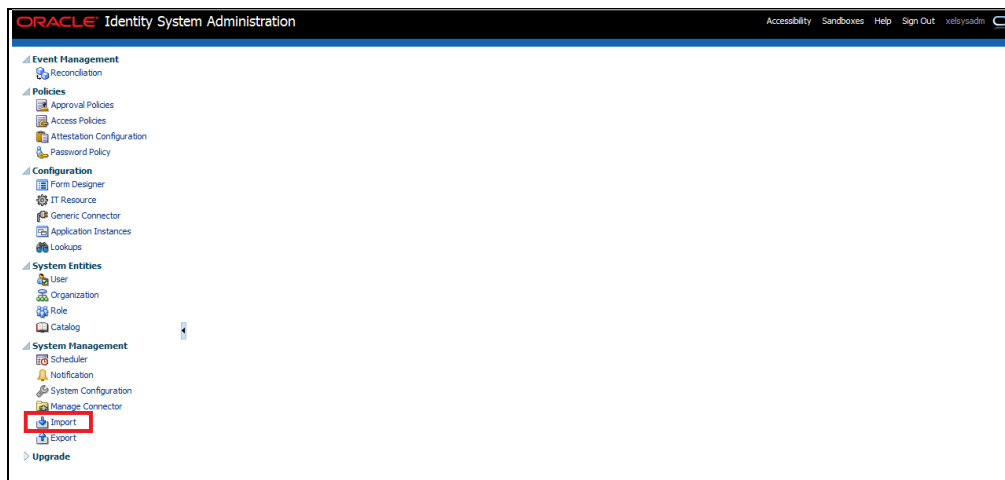 ORACLE Identity System Administration
Accessibility Sandboxes Help Sign Out xelsysadm
Event Management
Reconciliation
Policies
Approval Policies
Access Policies
Attestation Configuration
Password Policy
Configuration
Form Designer
IT Resource
Generic Connector
Application Instances
Lookups
System Entities
User
Organization
Role
Catalog
System Management
Scheduler
Notification
System Configuration
Manage Connector
Import
Export
Upgrade